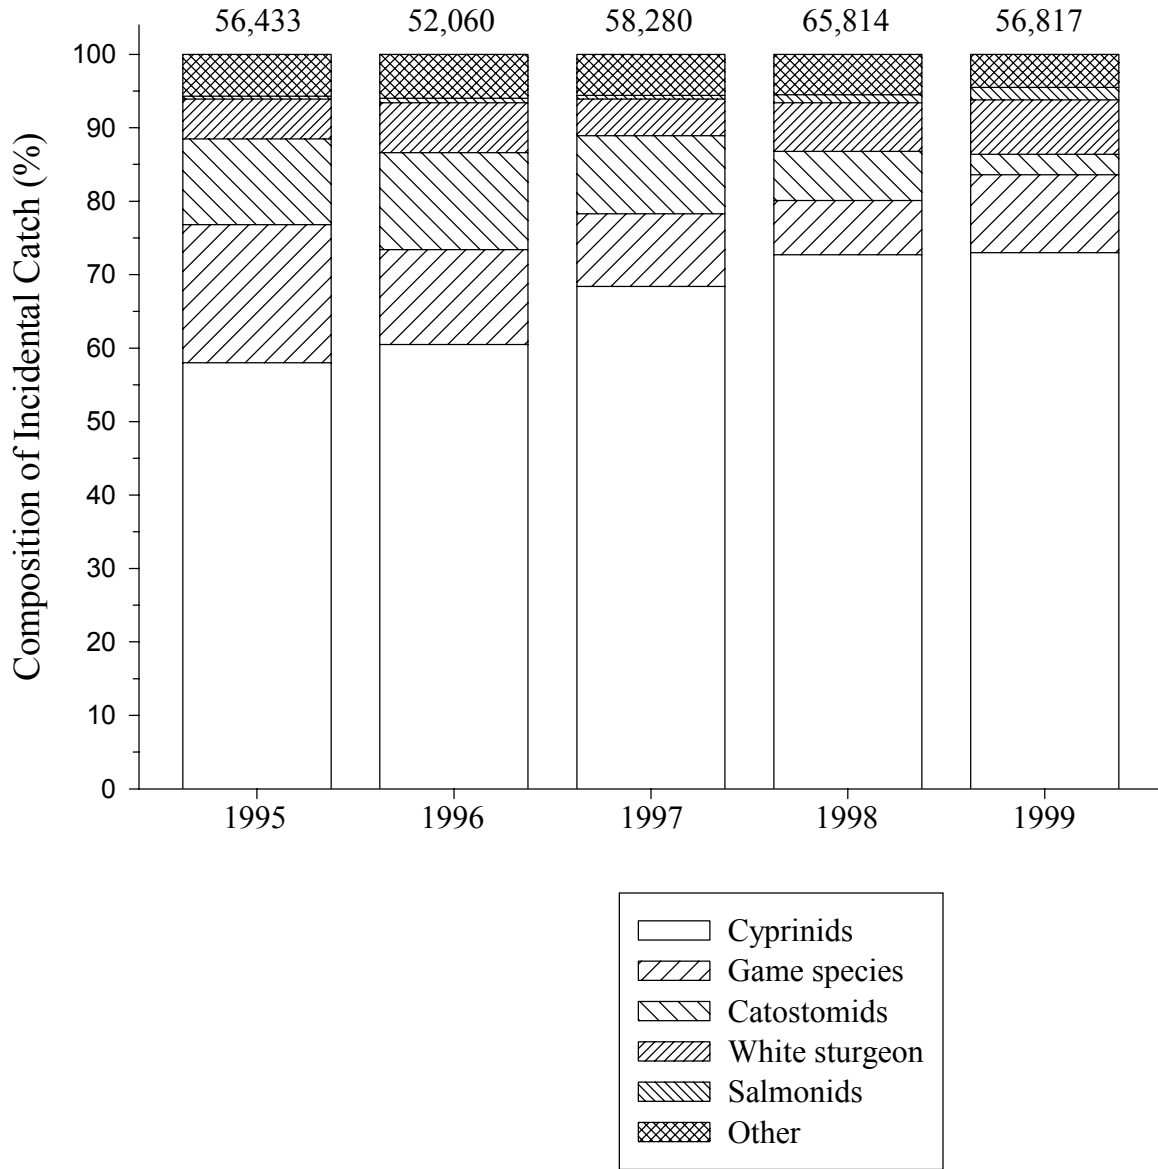 56,433 52,060 58,280 65,814 56,817
Composition of Incidental Catch (%)
100
90
80
70
60
50
40
30
20
10
0
1995 1996 1997 1998 1999
Cyprinids
Game species
Catostomids
White sturgeon
Salmonids
Other